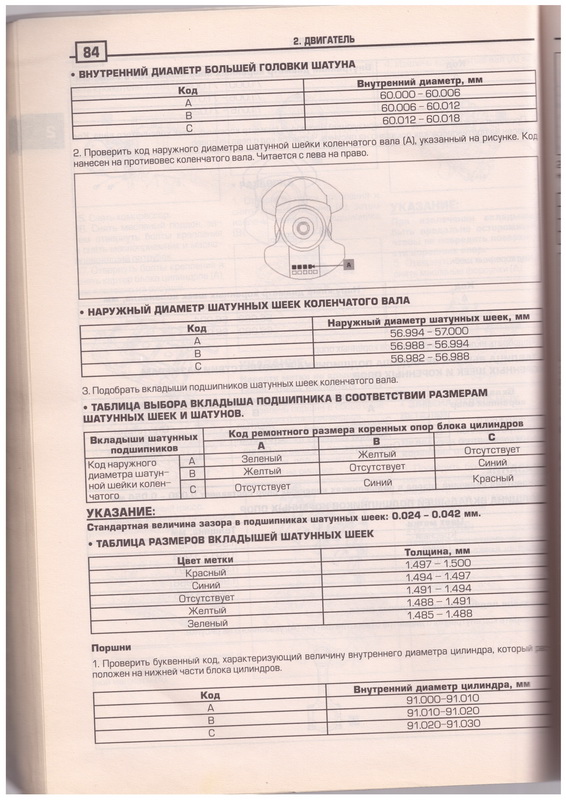 84
2. ДВИГАТЕЛЬ
• ВНУТРЕННИЙ ДИАМЕТР БОЛЬШЕЙ ГОЛОВКИ ШАТУНА
Код Внутренний диаметр, мм
A 60.000 – 60.006
B 60.006 – 60.012
C 60.012 – 60.018
2. Проверить код наружного диаметра шатунной шейки коленчатого вала (А), указанный на рисунке. Код
нанесен на противовес коленчатого вала. Читается с лева на право.
a
• НАРУЖНЫЙ ДИАМЕТР ШАТУННЫХ ШЕЕК КОЛЕНЧАТОГО ВАЛА
Код Наружный диаметр шатунных шеек, мм
A 56.994 – 57.000
B 56.988 – 56.994
C 56.982 – 56.988
3. Подобрать вкладыши подшипников шатунных шеек коленчатого вала.
• ТАБЛИЦА ВЫБОРА ВКЛАДЫША ПОДШИПНИКА В СООТВЕТСТВИИ РАЗМЕРАМ
ШАТУННЫХ ШЕЕК И ШАТУНОВ.
Вкладыши шатунных подшипников Код ремонтного размера коренных опор блока цилиндров
A B C
Код наружного диаметра шатунной шейки коленчатого A Зеленый Желтый Отсутствует
B Желтый Отсутствует Синий
C Отсутствует Синий Красный
УКАЗАНИЕ:
Стандартная величина зазора в подшипниках шатунных шеек: 0.024 – 0.042 мм.
• ТАБЛИЦА РАЗМЕРОВ ВКЛАДЫШЕЙ ШАТУННЫХ ШЕЕК
Цвет метки Толщина, мм
Красный 1.497 – 1.500
Синий 1.494 – 1.497
Отсутствует 1.491 – 1.494
Желтый 1.488 – 1.491
Зеленый 1.485 – 1.488
Поршни
1. Проверить буквенный код, характеризующий величину внутреннего диаметра цилиндра, который
положен на нижней части блока цилиндров.
Код Внутренний диаметр цилиндра, мм
A 91.000–91.010
B 91.010–91.020
C 91.020–91.030